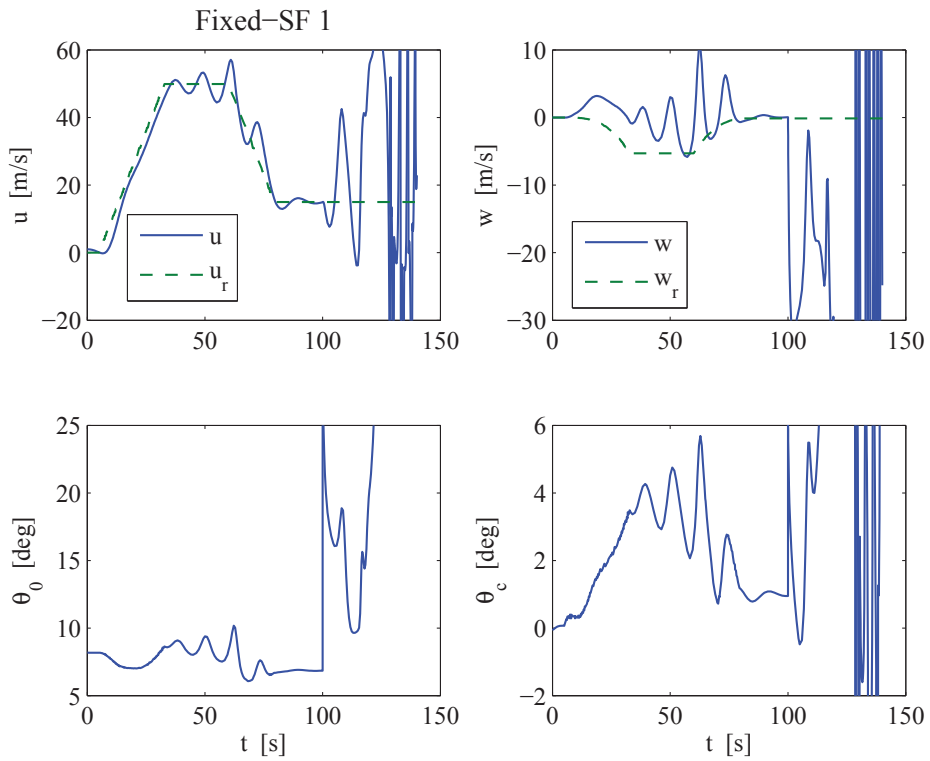 Fixed−SF 1
60
40
20
0
−20
u [m/s]
0 50 100 150
u
u_r
10
0
−10
−20
−30
w [m/s]
0 50 100 150
w
w_r
25
20
15
10
5
θ_0 [deg]
0 50 100 150
t [s]
6
4
2
0
−2
θ_c [deg]
0 50 100 150
t [s]